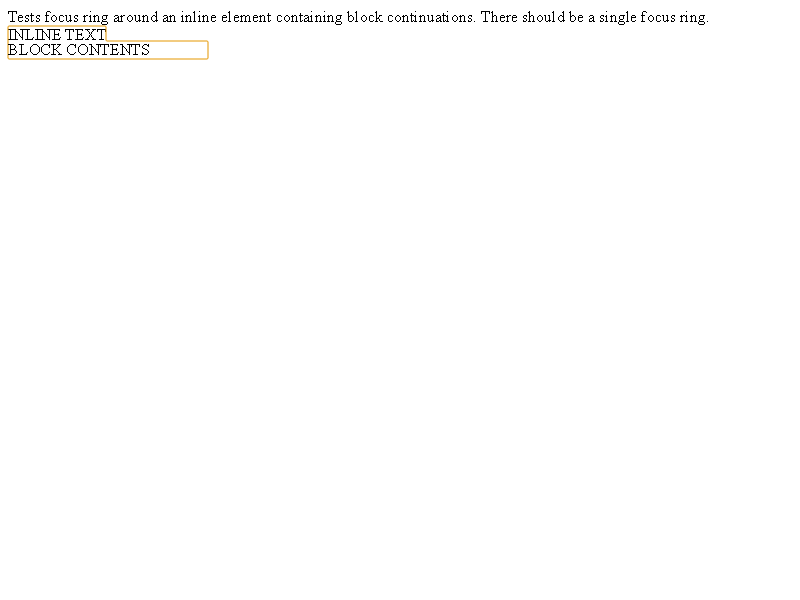 Tests focus ring around an inline element containing block continuations. There should be a single focus ring.
INLINE TEXT
BLOCK CONTENTS